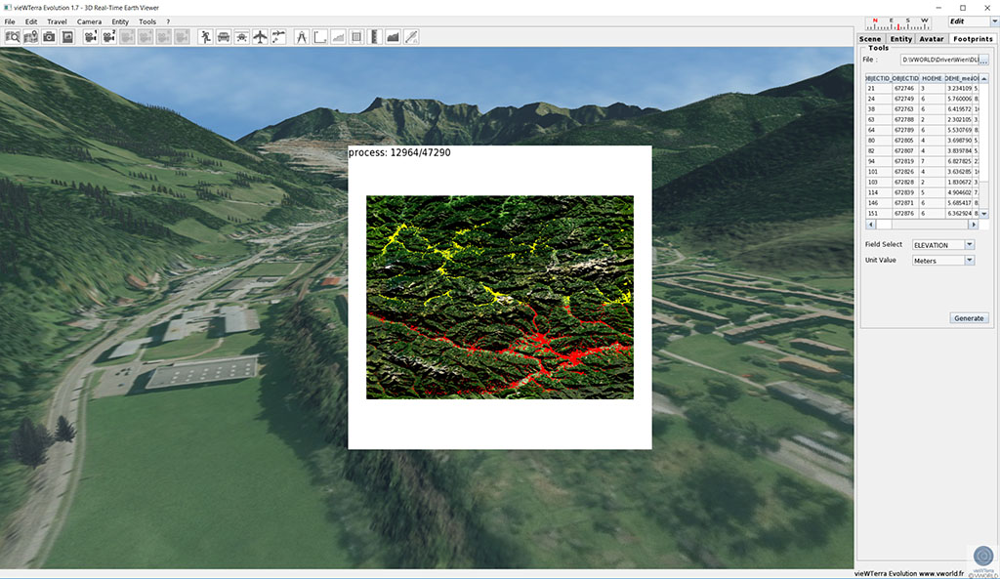 vieWTerra Evolution 1.7 - 3D Real-Time Earth Viewer
File Edit Travel Camera Entity Tools ?
N E S W
Edit
Scene Entity Avatar Footprints
Tools
File : D:\VWORLD\Driver\Wien\DLI ...
OBJECTID_ OBJECTID HOEHE
21 672746 3 3.234109 5.
24 672749 6 5.760006 8.
38 672763 6 6.419572
63 672788 2 2.302105 3.
64 672789 6 5.530769 8.
80 672805 4 3.698790 5.
82 672807 4 3.839784 5.
94 672819 7 6.827825
101 672826 4 3.636285
103 672828 2 1.830672 3.
114 672839 5 4.904602 7.
146 672871 6 5.685417 8.
151 672876 6 6.362924 8.
process: 12964/47290
Field Select ELEVATION
Unit Value Meters
Generate
vieWTerra Evolution www.vworld.fr
© VWORLD